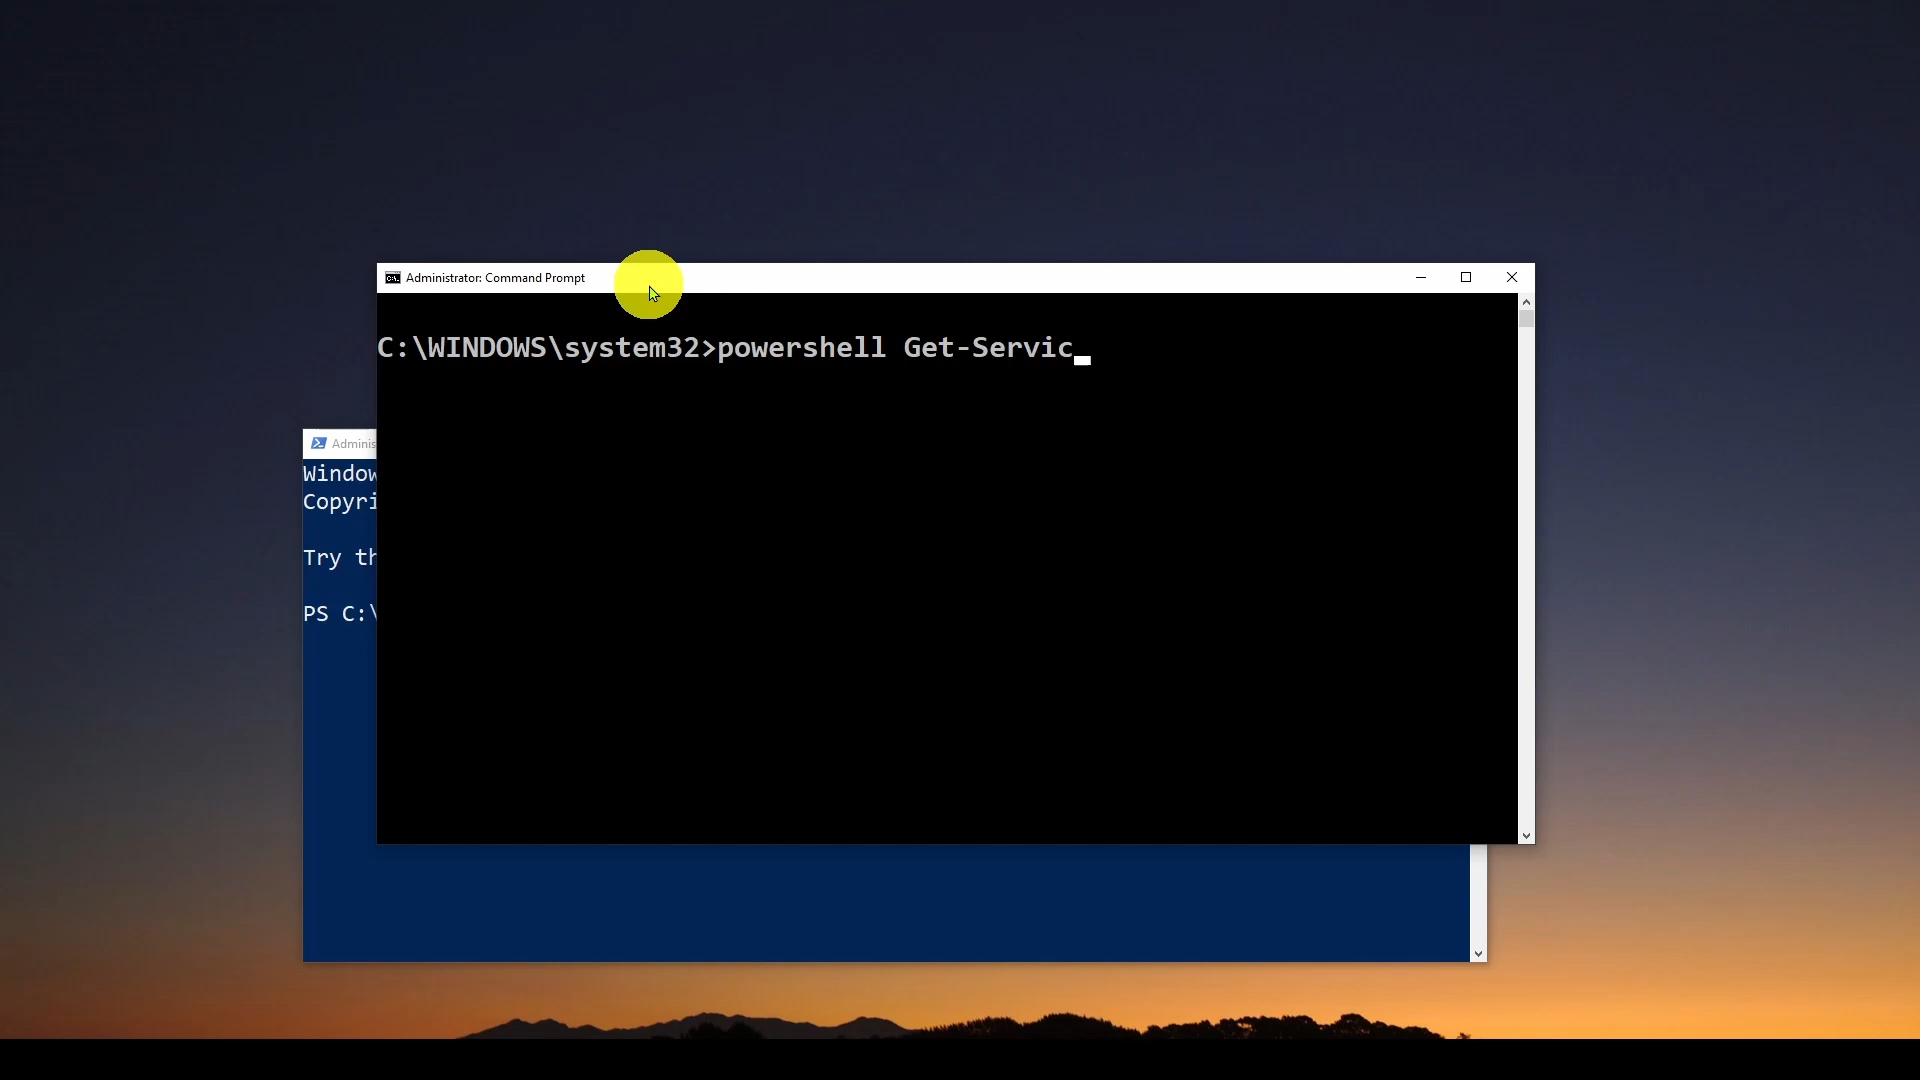 Administrator: Command Prompt
C:\WINDOWS\system32>powershell Get-Servic
Adminis
Window
Copyri
Try th
PS C:\